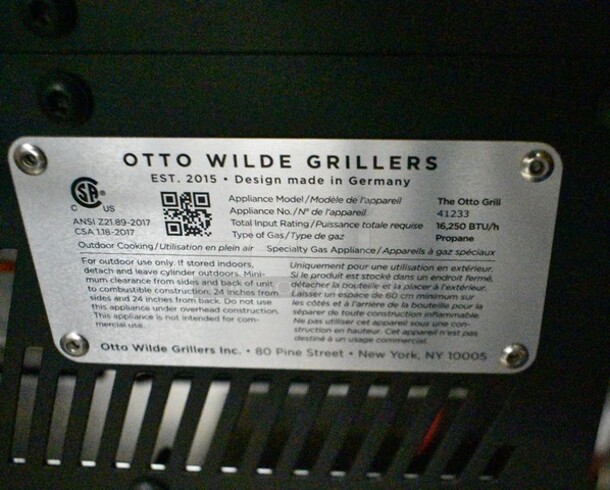 OTTO WILDE GRILLERS
EST. 2015 • Design made in Germany
CSA
C US
ANSI Z21.89-2017
CSA 1.18-2017
Appliance Model / Modèle de l'appareil The Otto Grill
Appliance No. / N° de l'appareil 41233
Total Input Rating / Puissance totale requise 16,250 BTU/h
Type of Gas / Type de gaz Propane
Outdoor Cooking / Utilisation en plein air Specialty Gas Appliance / Appareils à gaz spéciaux
For outdoor use only. If stored indoors,
detach and leave cylinder outdoors. Mini-
mum clearance from sides and back of unit
to combustible construction, 24 inches from
sides and 24 inches from back. Do not use
this appliance under overhead construction.
This appliance is not intended for com-
mercial use.
Uniquement pour une utilisation en extérieur.
Si le produit est stocké dans un endroit fermé,
détacher la bouteille et la placer à l'extérieur.
Laisser un espace de 60 cm minimum sur
les côtés et à l'arrière de la bouteille pour la
séparer de toute construction inflammable.
Ne pas utiliser cet appareil sous une con-
struction en hauteur. Cet appareil n'est pas
destiné à un usage commercial.
Otto Wilde Grillers Inc. • 80 Pine Street • New York, NY 10005